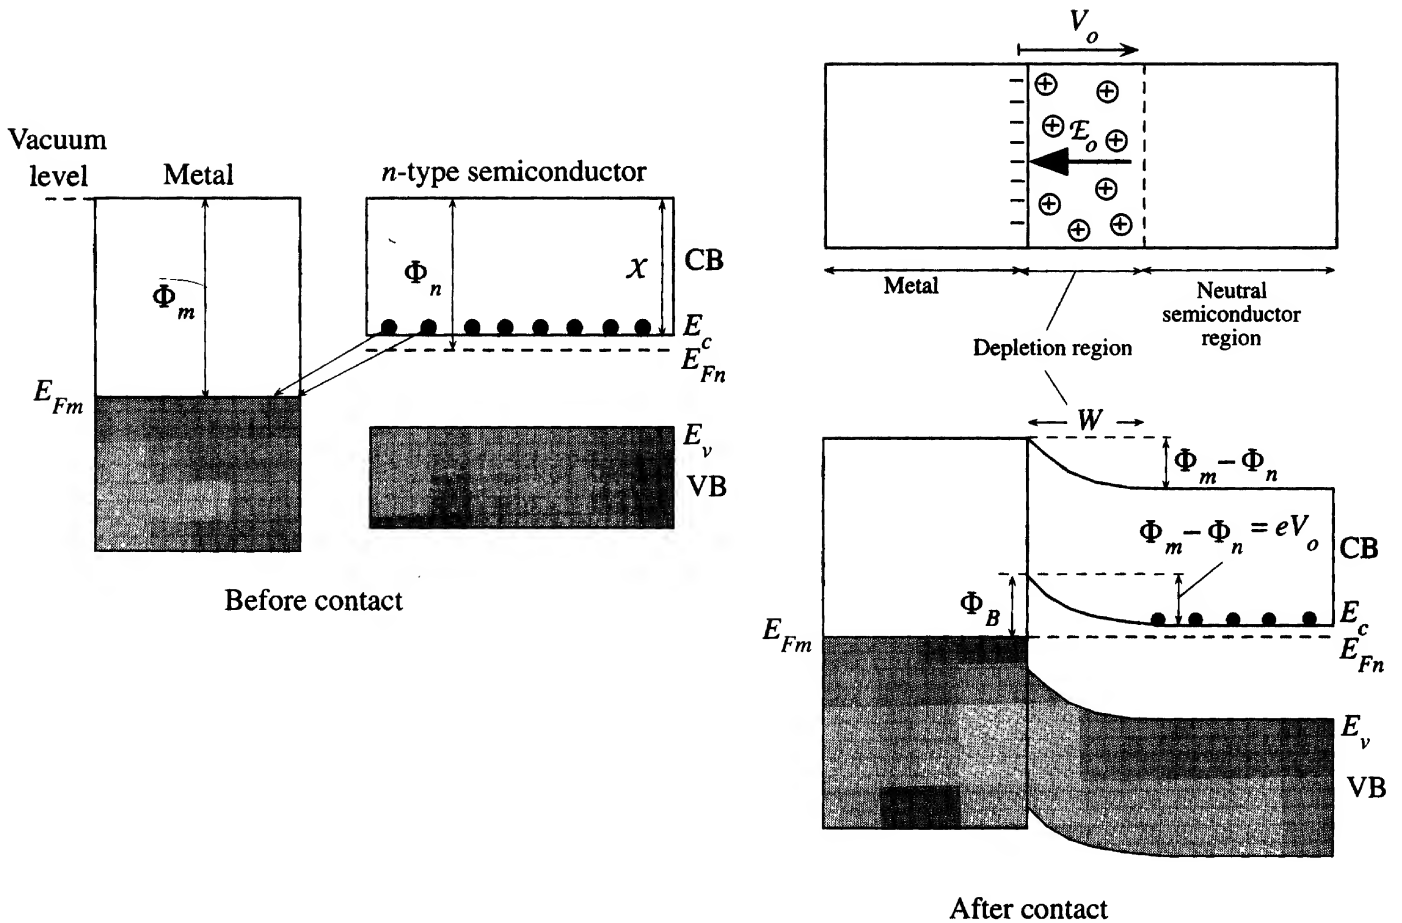 Vacuum
level
Metal
n-type semiconductor
Φm
Φn
χ
CB
Ec
EFn
EFm
Ev
VB
Before contact
Vo
ℰo
Metal
Neutral
semiconductor
region
Depletion region
W
Φm – Φn
Φm – Φn = eVo
CB
ΦB
Ec
EFm
EFn
Ev
VB
After contact